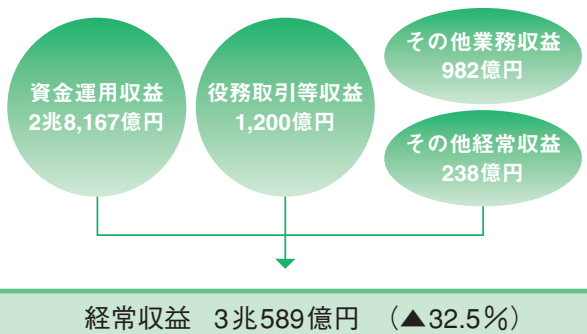 資金運用収益
2兆8,167億円
役務取引等収益
1,200億円
その他業務収益
982億円
その他経常収益
238億円
経常収益 3兆589億円 (▲32.5%)